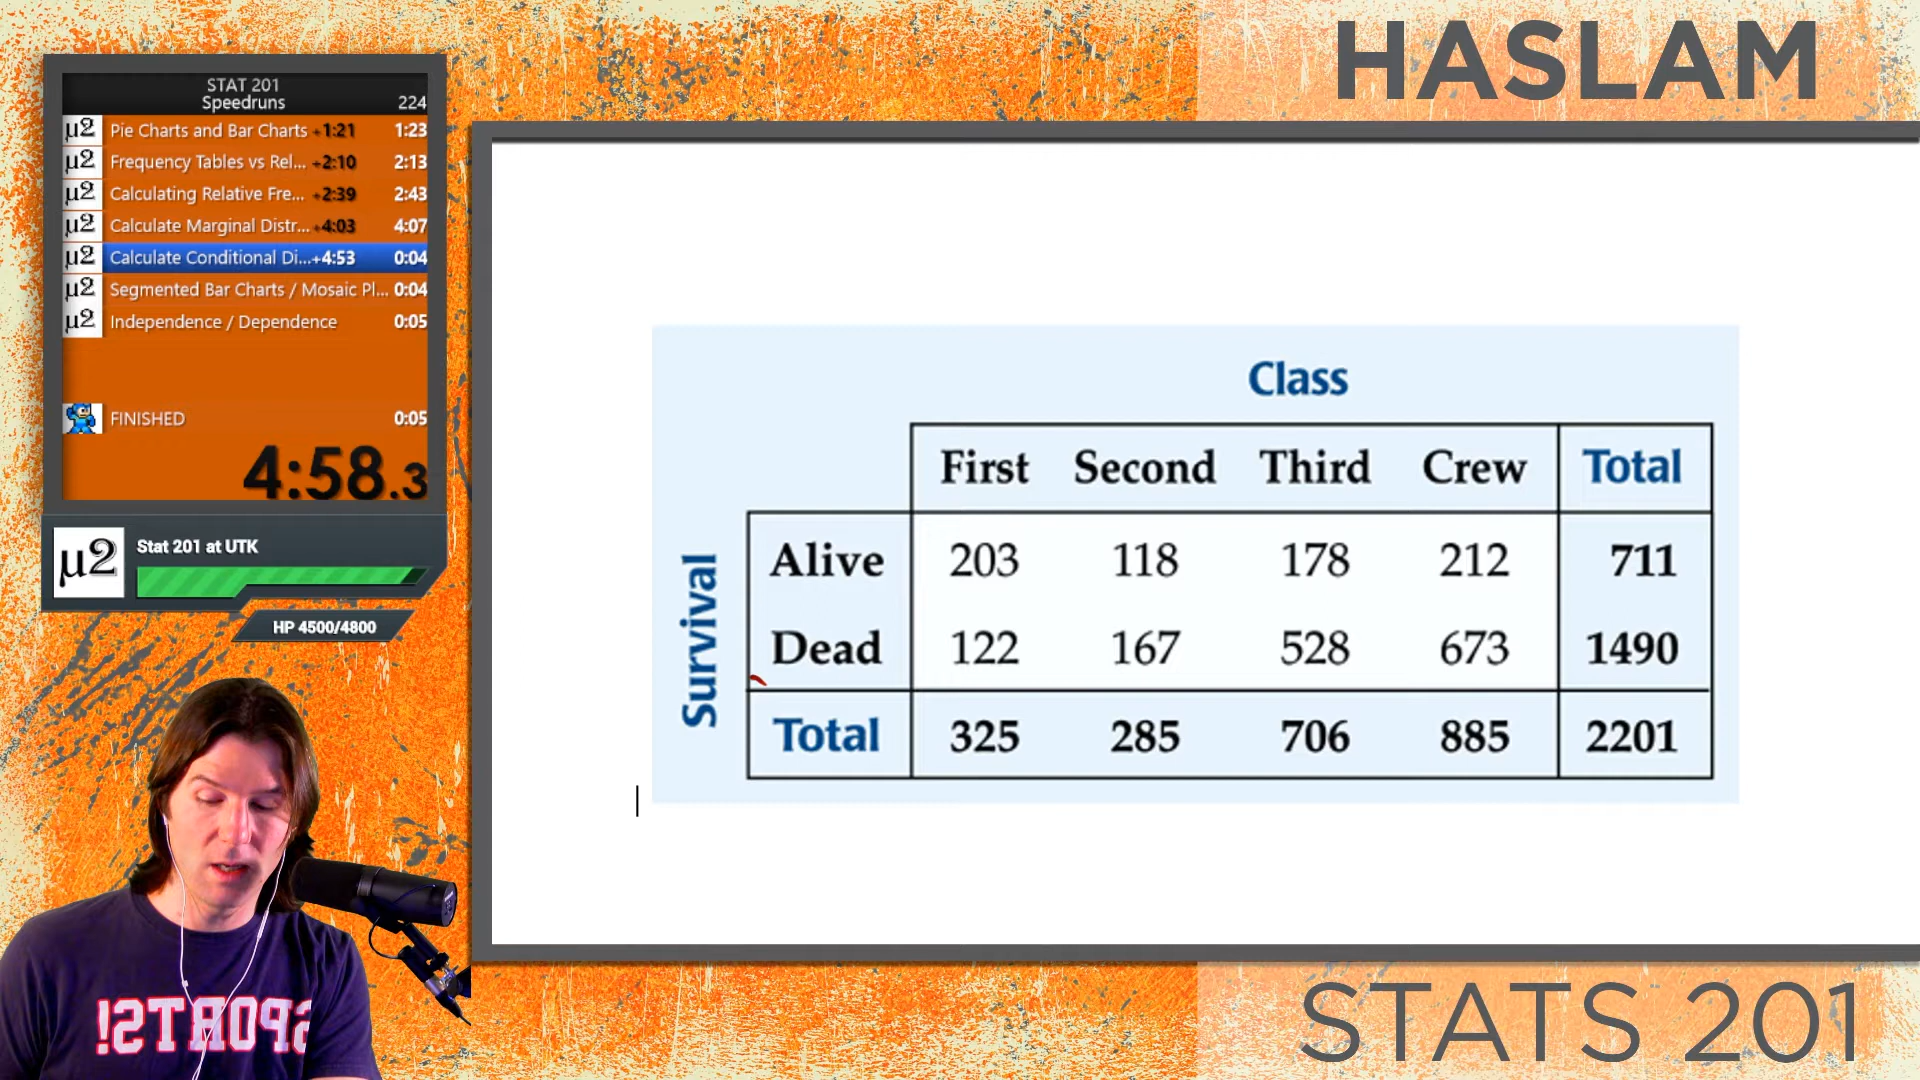 HASLAM
STAT 201
Speedruns 224
µ2 Pie Charts and Bar Charts +1:21 1:23
µ2 Frequency Tables vs Rel... +2:10 2:13
µ2 Calculating Relative Fre... +2:39 2:43
µ2 Calculate Marginal Distr... +4:03 4:07
µ2 Calculate Conditional Di...+4:53 0:04
µ2 Segmented Bar Charts / Mosaic Pl... 0:04
µ2 Independence / Dependence 0:05
FINISHED 0:05
4:58.3
µ2 Stat 201 at UTK
HP 4500/4800
SPORTS!
Class
First Second Third Crew Total
Survival
Alive 203 118 178 212 711
Dead 122 167 528 673 1490
Total 325 285 706 885 2201
STATS 201